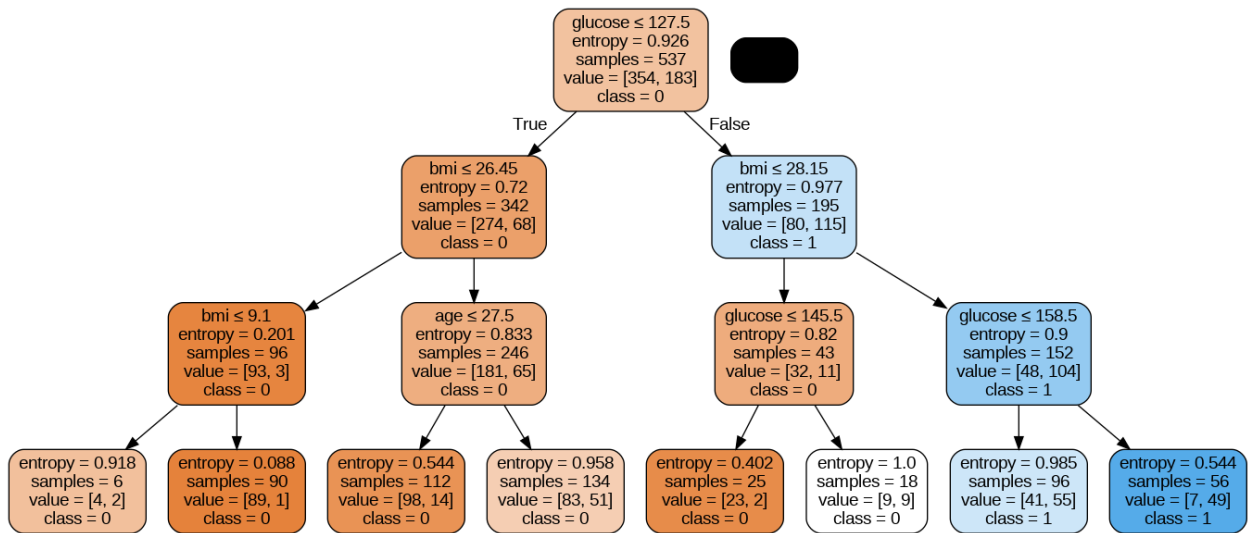 glucose ≤ 127.5
entropy = 0.926
samples = 537
value = [354, 183]
class = 0
True
False
bmi ≤ 26.45
entropy = 0.72
samples = 342
value = [274, 68]
class = 0
bmi ≤ 28.15
entropy = 0.977
samples = 195
value = [80, 115]
class = 1
bmi ≤ 9.1
entropy = 0.201
samples = 96
value = [93, 3]
class = 0
age ≤ 27.5
entropy = 0.833
samples = 246
value = [181, 65]
class = 0
glucose ≤ 145.5
entropy = 0.82
samples = 43
value = [32, 11]
class = 0
glucose ≤ 158.5
entropy = 0.9
samples = 152
value = [48, 104]
class = 1
entropy = 0.918
samples = 6
value = [4, 2]
class = 0
entropy = 0.088
samples = 90
value = [89, 1]
class = 0
entropy = 0.544
samples = 112
value = [98, 14]
class = 0
entropy = 0.958
samples = 134
value = [83, 51]
class = 0
entropy = 0.402
samples = 25
value = [23, 2]
class = 0
entropy = 1.0
samples = 18
value = [9, 9]
class = 0
entropy = 0.985
samples = 96
value = [41, 55]
class = 1
entropy = 0.544
samples = 56
value = [7, 49]
class = 1